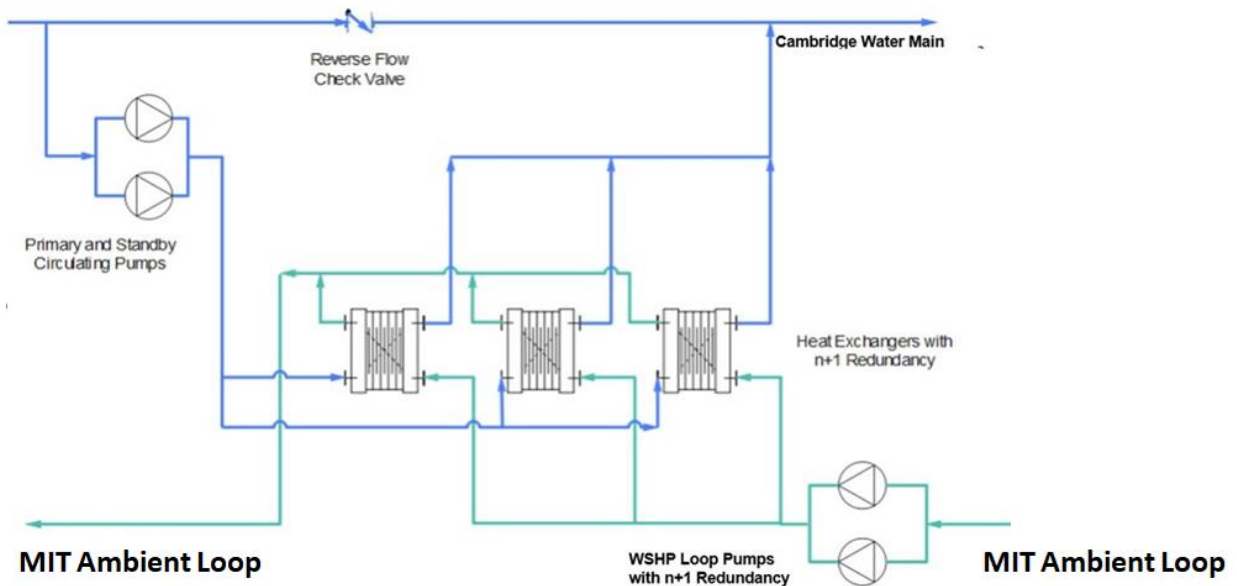 Cambridge Water Main
Reverse Flow
Check Valve
Primary and Standby
Circulating Pumps
Heat Exchangers with
n+1 Redundancy
MIT Ambient Loop
WSHP Loop Pumps
with n+1 Redundancy
MIT Ambient Loop